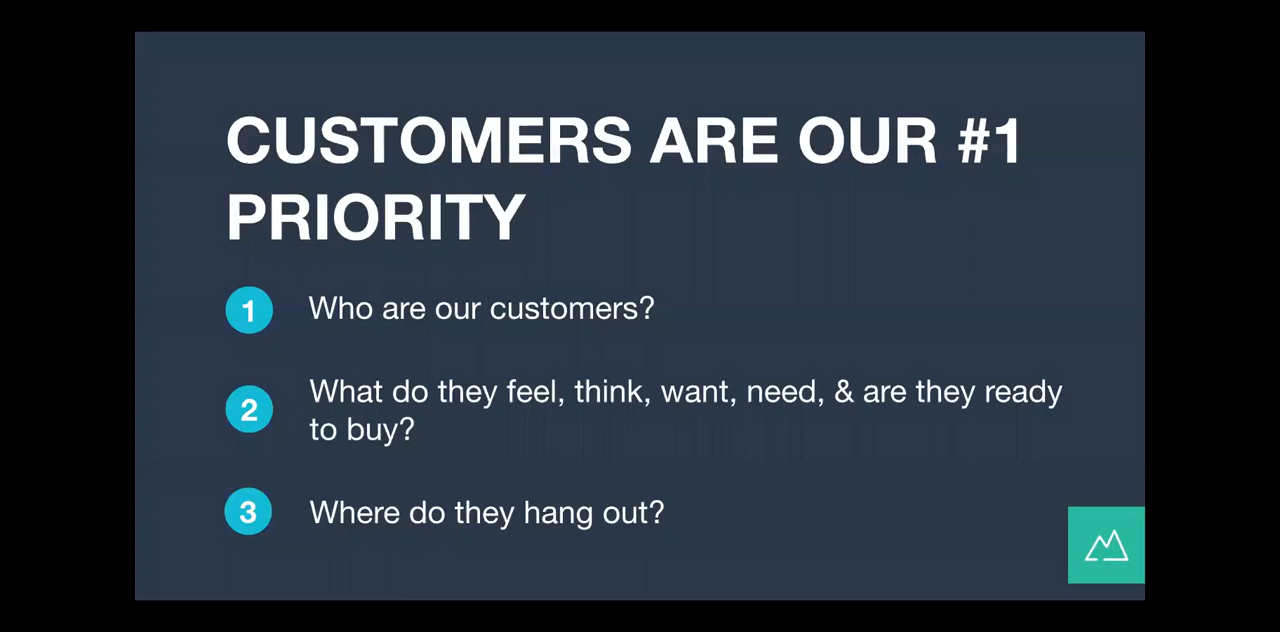 CUSTOMERS ARE OUR #1
PRIORITY
1 Who are our customers?
2 What do they feel, think, want, need, & are they ready
to buy?
3 Where do they hang out?